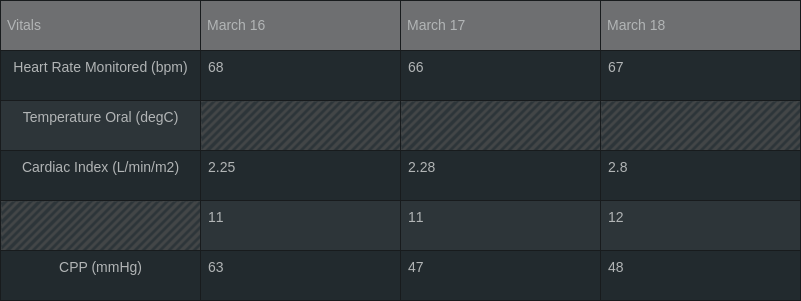 Vitals March 16 March 17 March 18
Heart Rate Monitored (bpm) 68 66 67
Temperature Oral (degC)
Cardiac Index (L/min/m2) 2.25 2.28 2.8
11 11 12
CPP (mmHg) 63 47 48